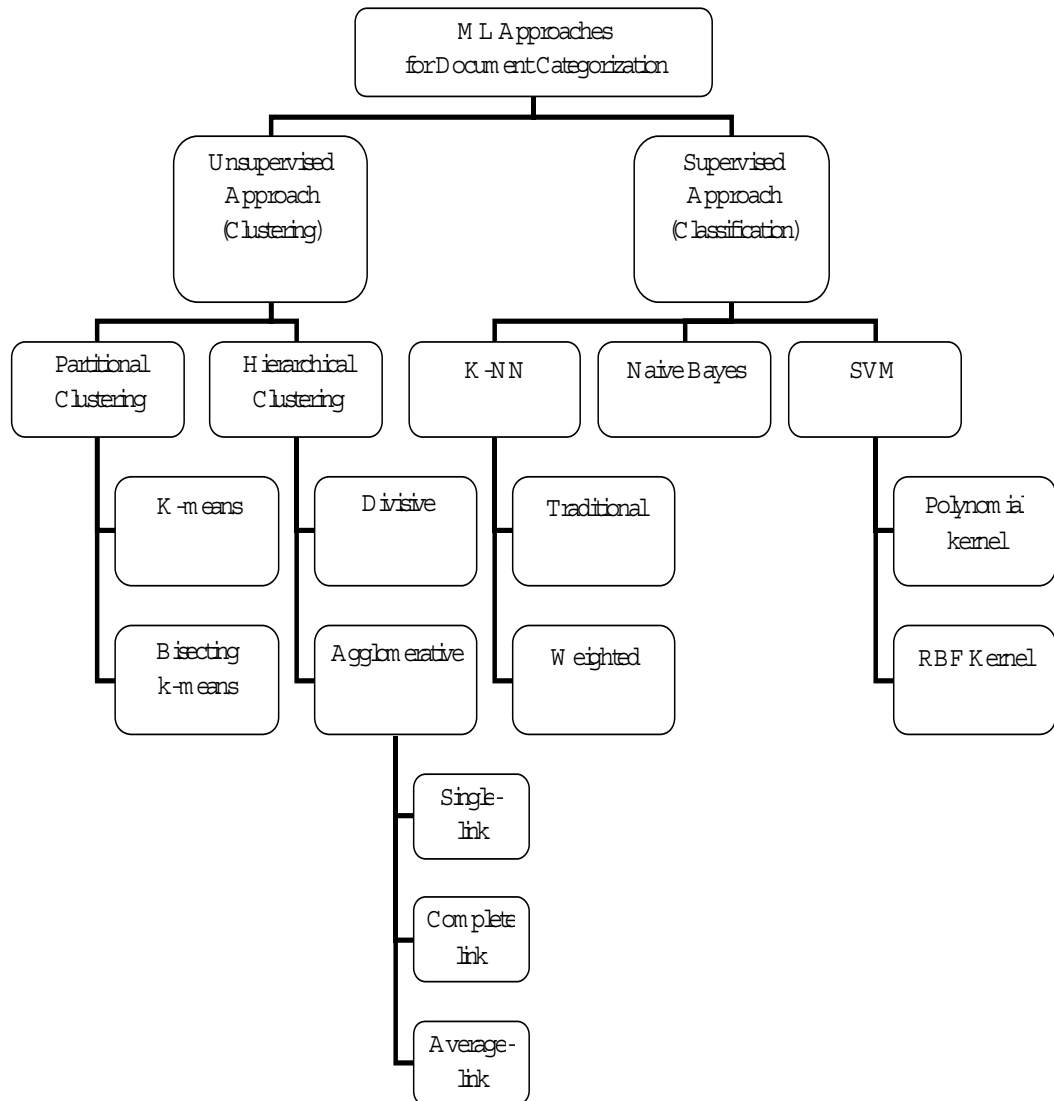 ML Approaches
for Document Categorization
Unsupervised
Approach
(Clustering)
Supervised
Approach
(Classification)
Partitional
Clustering
Hierarchical
Clustering
K-NN
Naive Bayes
SVM
K-means
Divisive
Traditional
Polynomial
kernel
Bisecting
k-means
Agglomerative
Weighted
RBF Kernel
Single-
link
Complete
link
Average-
link